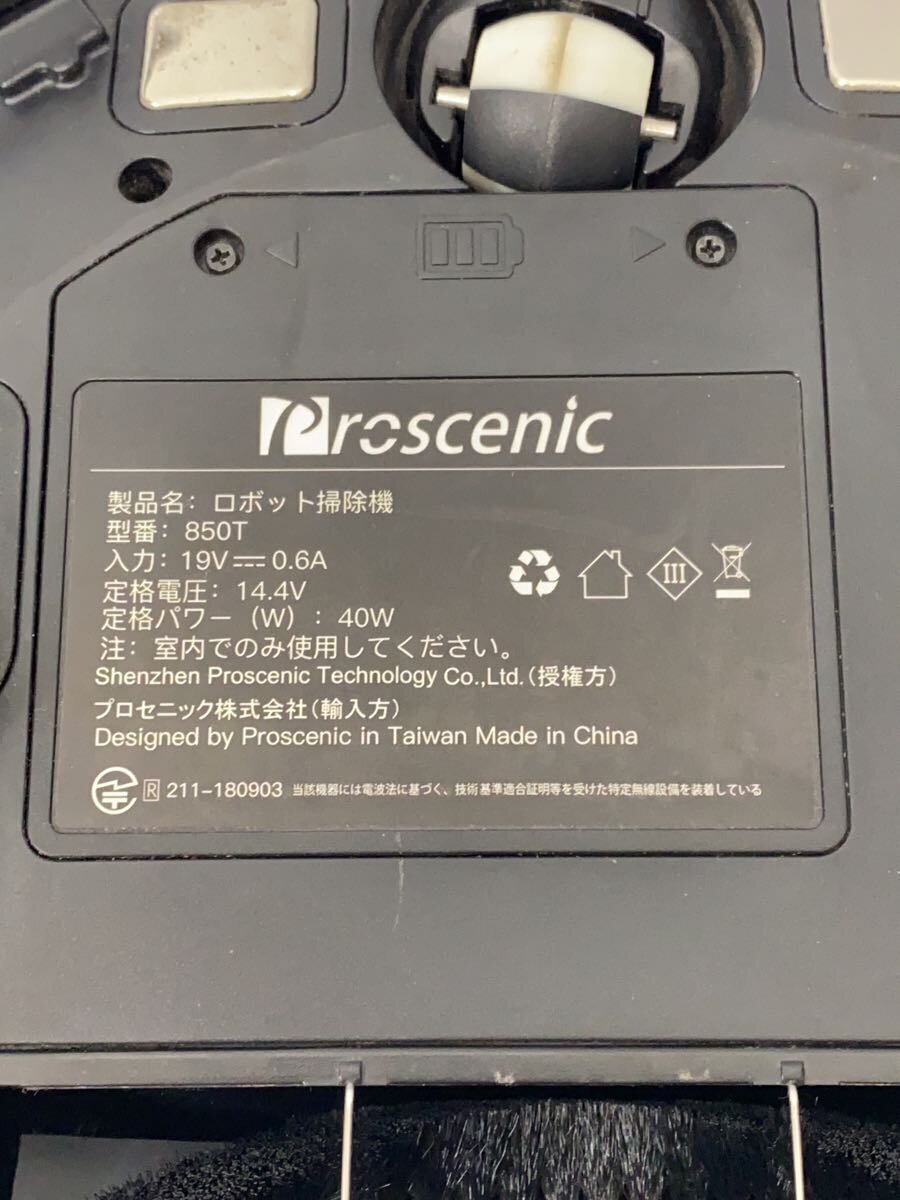 Proscenic
製品名：ロボット掃除機
型番：850T
入力：19V⎓0.6A
定格電圧：14.4V
定格パワー（W）：40W
注：室内でのみ使用してください。
III
Shenzhen Proscenic Technology Co.,Ltd.（授権方）
プロセニック株式会社（輸入方）
Designed by Proscenic in Taiwan Made in China
R 211-180903 当該機器には電波法に基づく、技術基準適合証明等を受けた特定無線設備を装着している